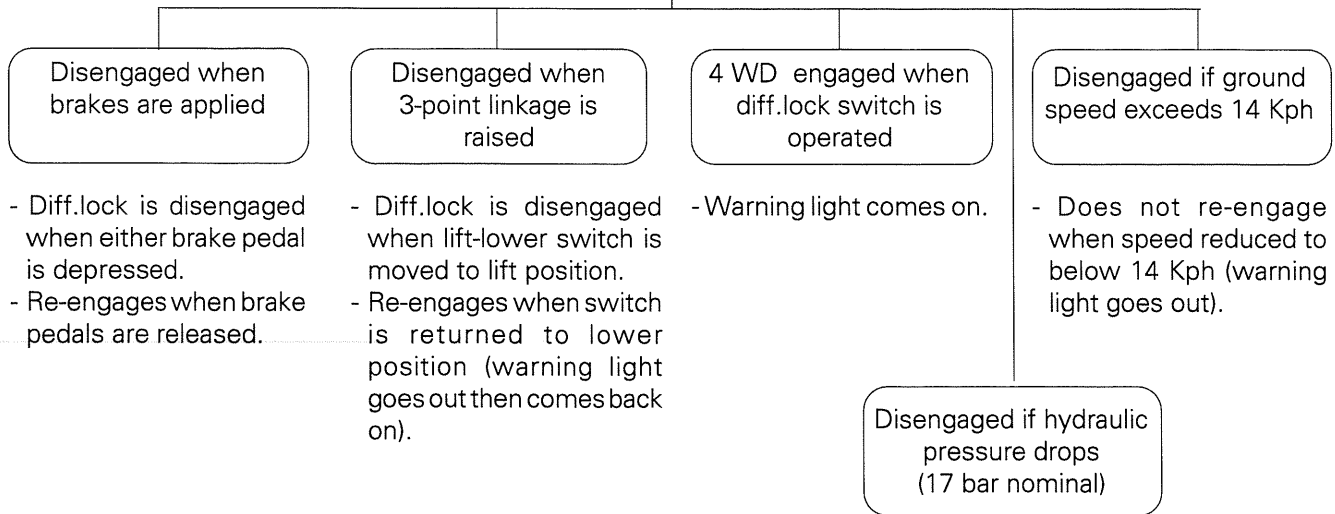 Disengaged when
brakes are applied
Disengaged when
3-point linkage is
raised
4 WD engaged when
diff.lock switch is
operated
Disengaged if ground
speed exceeds 14 Kph
- Diff.lock is disengaged
when either brake pedal
is depressed.
- Re-engages when brake
pedals are released.
- Diff.lock is disengaged
when lift-lower switch is
moved to lift position.
- Re-engages when switch
is returned to lower
position (warning light
goes out then comes back
on).
- Warning light comes on.
- Does not re-engage
when speed reduced to
below 14 Kph (warning
light goes out).
Disengaged if hydraulic
pressure drops
(17 bar nominal)